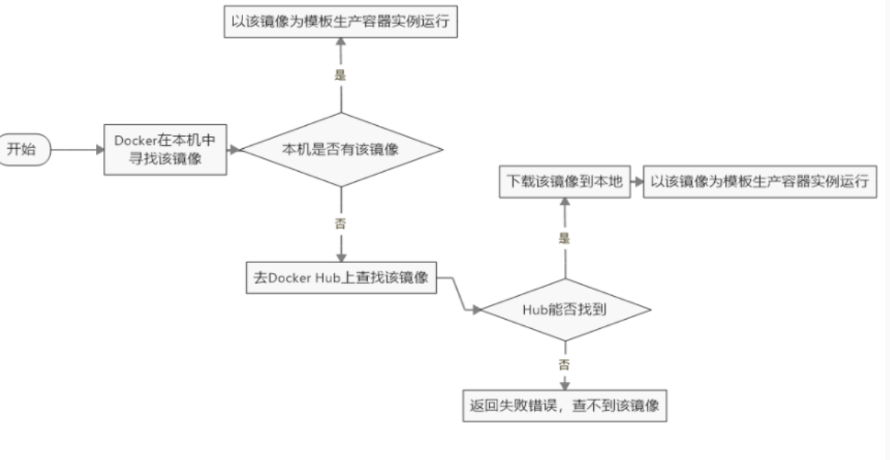 以该镜像为模板生产容器实例运行
是
开始
Docker在本机中
寻找该镜像
本机是否有该镜像
下载该镜像到本地
以该镜像为模板生产容器实例运行
否
是
去Docker Hub上查找该镜像
Hub能否找到
否
返回失败错误，查不到该镜像